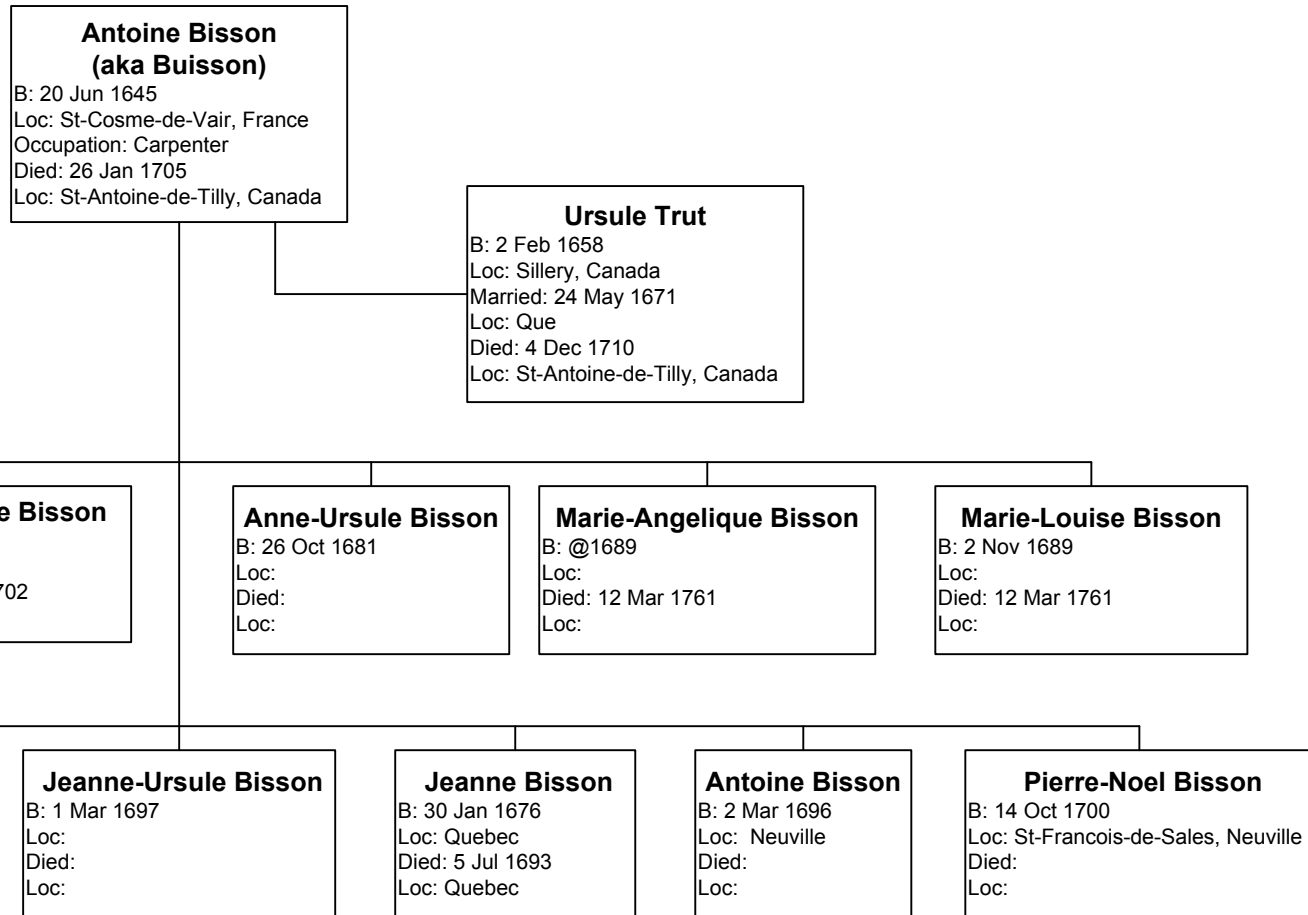 Antoine Bisson
(aka Buisson)
B: 20 Jun 1645
Loc: St-Cosme-de-Vair, France
Occupation: Carpenter
Died: 26 Jan 1705
Loc: St-Antoine-de-Tilly, Canada
Ursule Trut
B: 2 Feb 1658
Loc: Sillery, Canada
Married: 24 May 1671
Loc: Que
Died: 4 Dec 1710
Loc: St-Antoine-de-Tilly, Canada
e Bisson
702
Anne-Ursule Bisson
B: 26 Oct 1681
Loc:
Died:
Loc:
Marie-Angelique Bisson
B: @1689
Loc:
Died: 12 Mar 1761
Loc:
Marie-Louise Bisson
B: 2 Nov 1689
Loc:
Died: 12 Mar 1761
Loc:
Jeanne-Ursule Bisson
B: 1 Mar 1697
Loc:
Died:
Loc:
Jeanne Bisson
B: 30 Jan 1676
Loc: Quebec
Died: 5 Jul 1693
Loc: Quebec
Antoine Bisson
B: 2 Mar 1696
Loc: Neuville
Died:
Loc:
Pierre-Noel Bisson
B: 14 Oct 1700
Loc: St-Francois-de-Sales, Neuville
Died:
Loc: